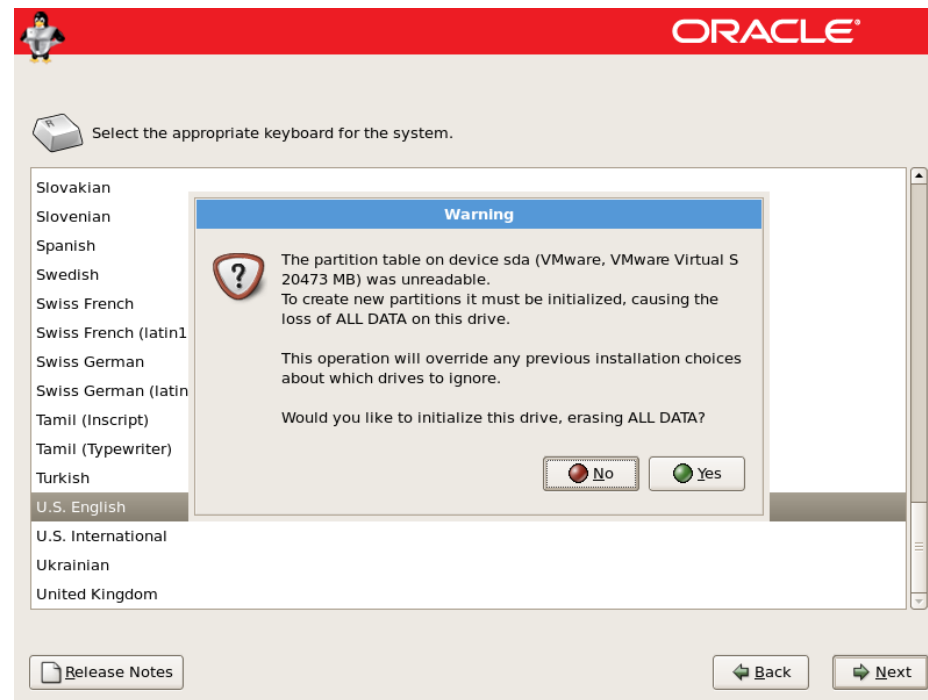 ORACLE
Select the appropriate keyboard for the system.
Slovakian
Slovenian
Spanish
Swedish
Swiss French
Swiss French (latin1
Swiss German
Swiss German (latin
Tamil (Inscript)
Tamil (Typewriter)
Turkish
U.S. English
U.S. International
Ukrainian
United Kingdom
Warning
The partition table on device sda (VMware, VMware Virtual S
20473 MB) was unreadable.
To create new partitions it must be initialized, causing the
loss of ALL DATA on this drive.
This operation will override any previous installation choices
about which drives to ignore.
Would you like to initialize this drive, erasing ALL DATA?
No
Yes
Release Notes
Back
Next